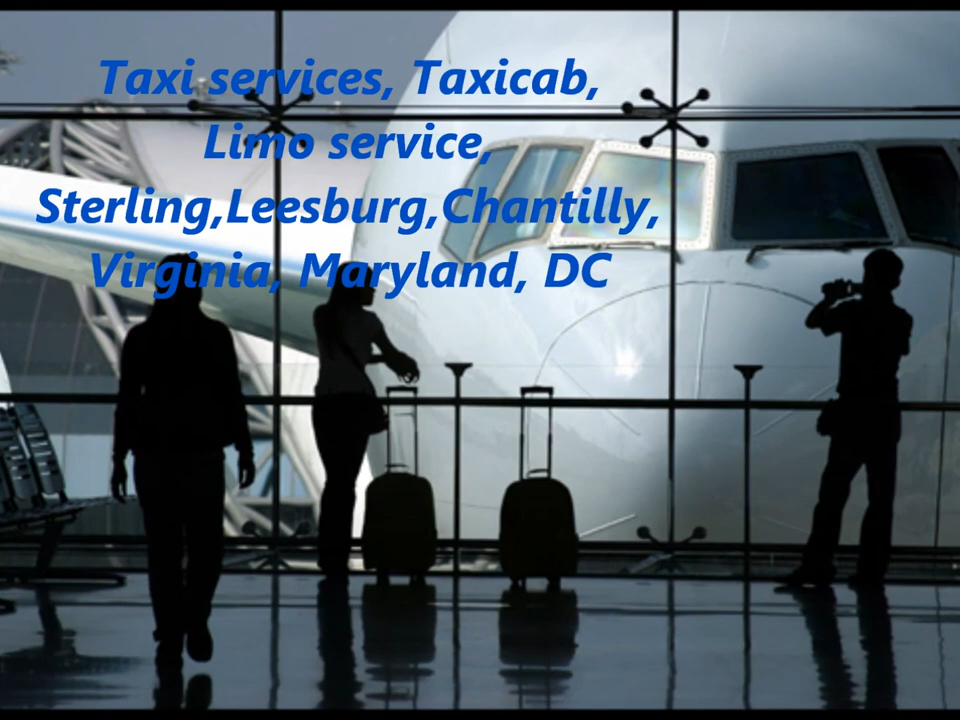 Taxi services, Taxicab,
Limo service,
Sterling,Leesburg,Chantilly,
Virginia, Maryland, DC